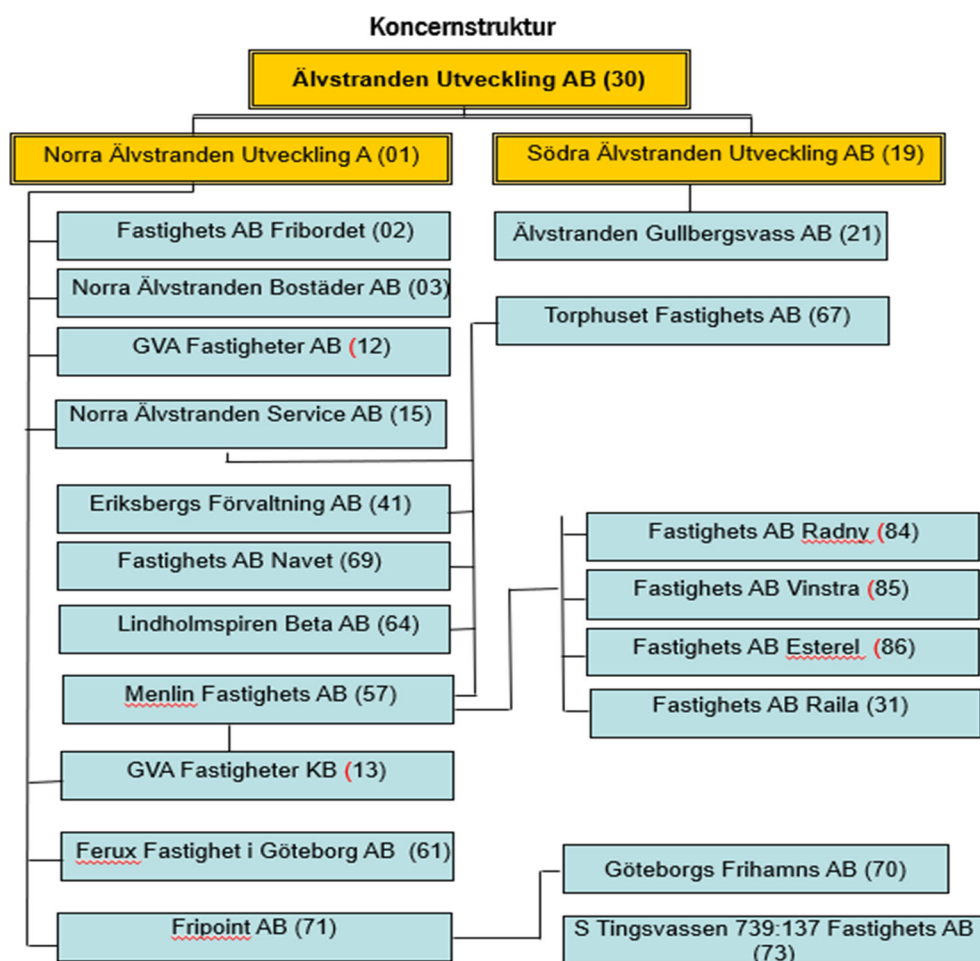 Koncernstruktur
Älvstranden Utveckling AB (30)
Norra Älvstranden Utveckling A (01)
Södra Älvstranden Utveckling AB (19)
Fastighets AB Fribordet (02)
Älvstranden Gullbergsvass AB (21)
Norra Älvstranden Bostäder AB (03)
Torphuset Fastighets AB (67)
GVA Fastigheter AB (12)
Norra Älvstranden Service AB (15)
Eriksbergs Förvaltning AB (41)
Fastighets AB Navet (69)
Lindholmspiren Beta AB (64)
Menlin Fastighets AB (57)
Fastighets AB Radny (84)
Fastighets AB Vinstra (85)
Fastighets AB Esterel (86)
Fastighets AB Raila (31)
GVA Fastigheter KB (13)
Ferux Fastighet i Göteborg AB (61)
Fripoint AB (71)
Göteborgs Frihamns AB (70)
S Tingsvassen 739:137 Fastighets AB
(73)